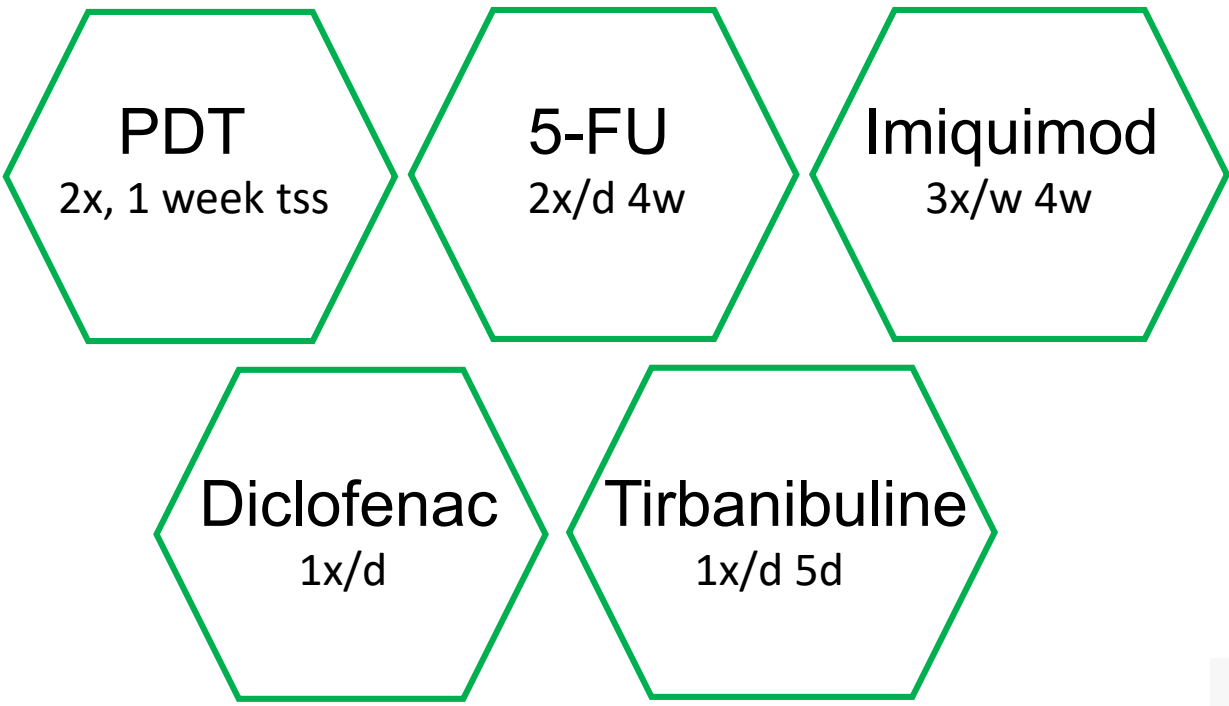 PDT
2x, 1 week tss
5-FU
2x/d 4w
Imiquimod
3x/w 4w
Diclofenac
1x/d
Tirbanibuline
1x/d 5d